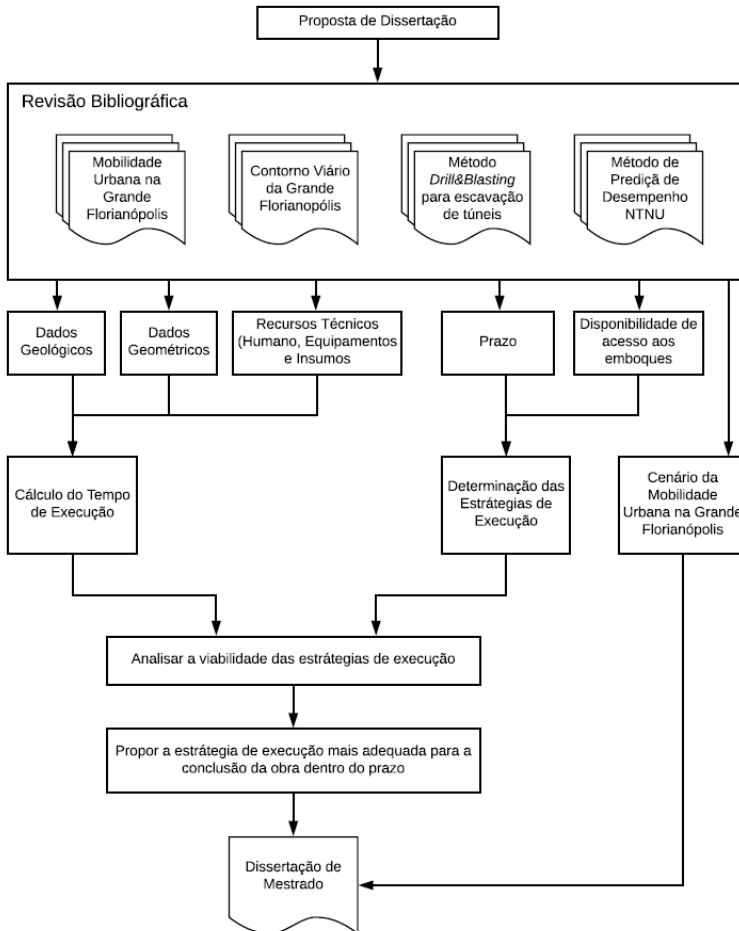 Proposta de Dissertação
Revisão Bibliográfica
Mobilidade
Urbana na
Grande
Florianópolis
Contorno Viário
da Grande
Florianopólis
Método
Drill&Blasting
para escavação
de túneis
Método de
Prediçã de
Desempenho
NTNU
Dados
Geológicos
Dados
Geométricos
Recursos Técnicos
(Humano, Equipamentos
e Insumos
Prazo
Disponibilidade de
acesso aos
emboques
Cálculo do Tempo
de Execução
Determinação das
Estrátégias de
Execução
Cenário da
Mobilidade
Urbana na Grande
Florianópolis
Analisar a viabilidade das estrátégias de execução
Propor a estrátégia de execução mais adequada para a
conclusão da obra dentro do prazo
Dissertação de
Mestrado